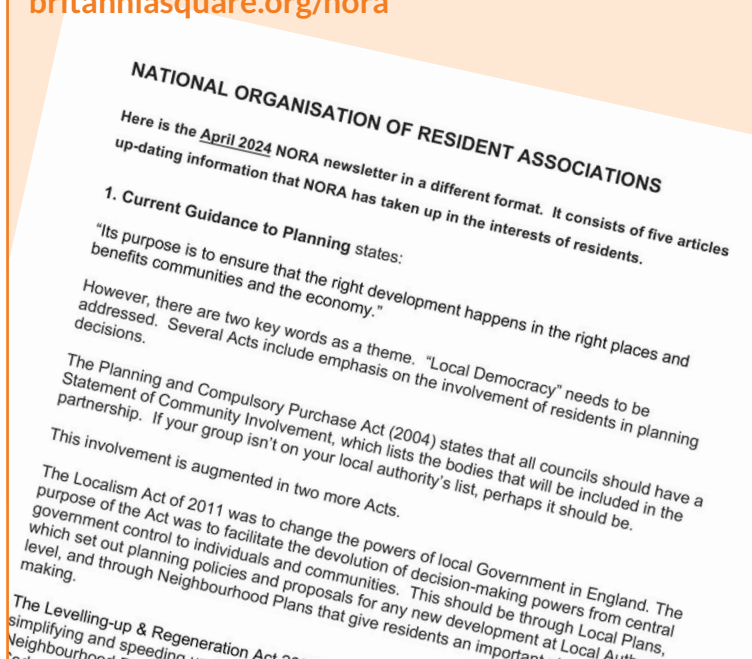 britanniasquare.org/nora
NATIONAL ORGANISATION OF RESIDENT ASSOCIATIONS
Here is the April 2024 NORA newsletter in a different format.  It consists of five articles
up-dating information that NORA has taken up in the interests of residents.
1. Current Guidance to Planning states:
“Its purpose is to ensure that the right development happens in the right places and
benefits communities and the economy.”
However, there are two key words as a theme.  “Local Democracy” needs to be
addressed.  Several Acts include emphasis on the involvement of residents in planning
decisions.
The Planning and Compulsory Purchase Act (2004) states that all councils should have a
Statement of Community Involvement, which lists the bodies that will be included in the
partnership.  If your group isn’t on your local authority’s list, perhaps it should be.
This involvement is augmented in two more Acts.
The Localism Act of 2011 was to change the powers of local Government in England. The
purpose of the Act was to facilitate the devolution of decision-making powers from central
government control to individuals and communities.  This should be through Local Plans,
which set out planning policies and proposals for any new development at Local
level, and through Neighbourhood Plans that give residents an
making.
The Levelling-up & Regeneration Act
simplifying and speeding